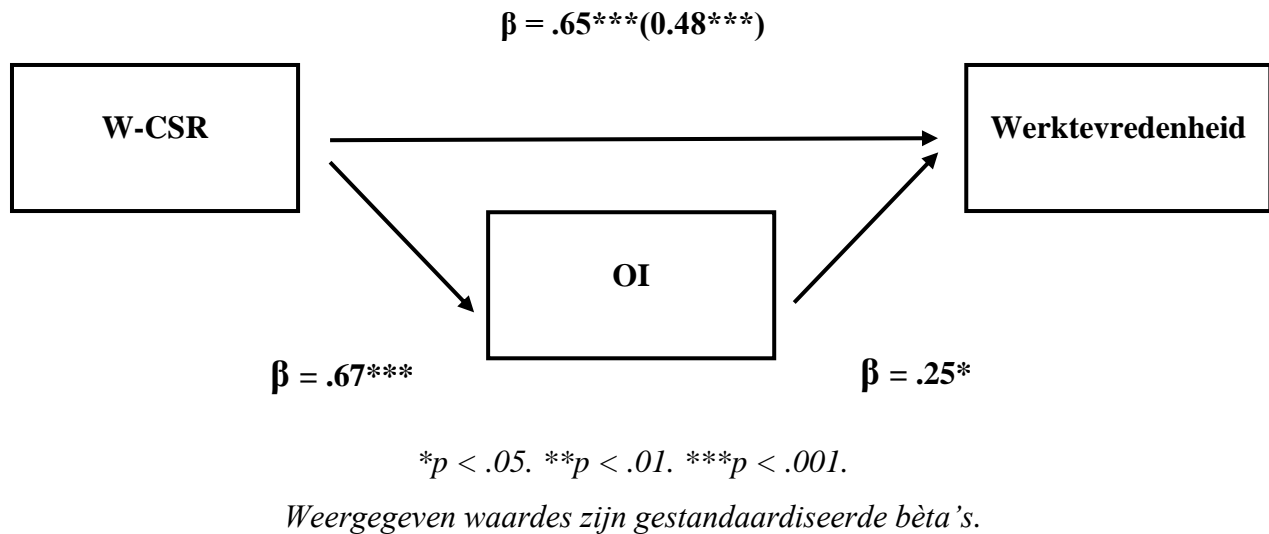 β = .65***(0.48***)
W-CSR
Werktevredenheid
OI
β = .67***
β = .25*
*p < .05. **p < .01. ***p < .001.
Weergegeven waardes zijn gestandaardiseerde bèta’s.